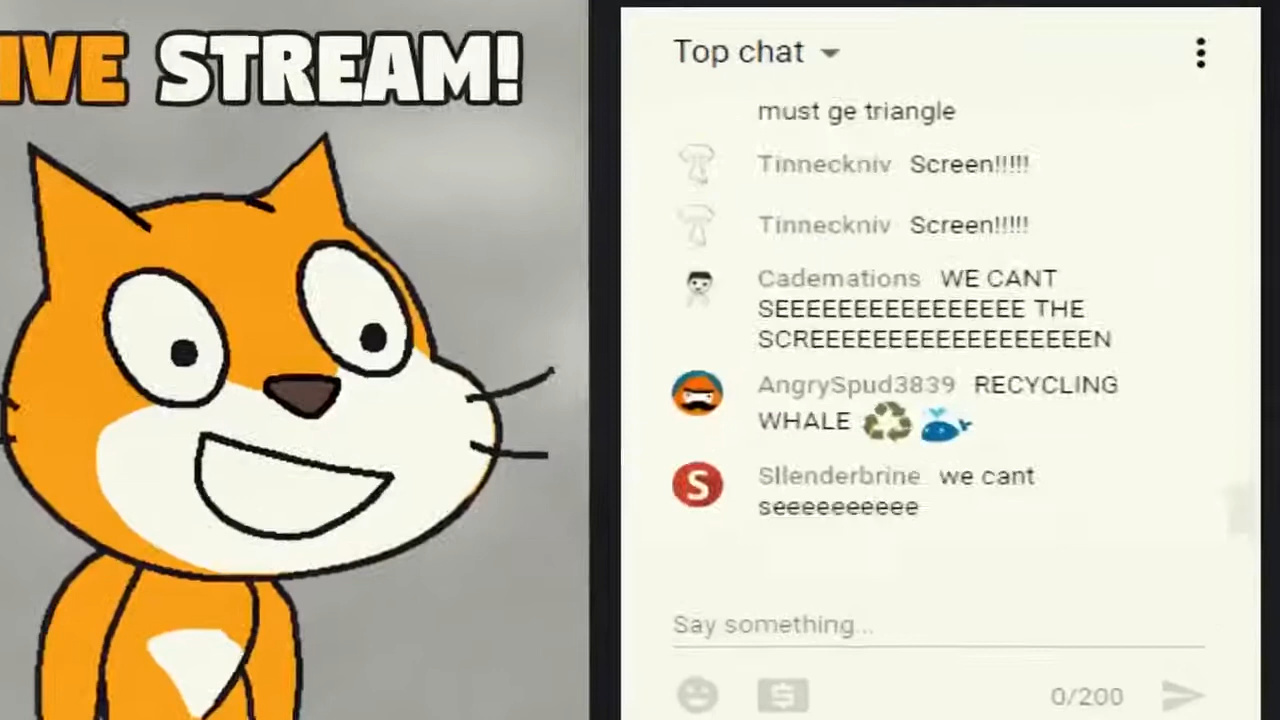 IVE STREAM!
Top chat
must ge triangle
Tinneckniv Screen!!!!!
Tinneckniv Screen!!!!!
Cademations WE CANT
SEEEEEEEEEEEEEEEE THE
SCREEEEEEEEEEEEEEEEEEEN
AngrySpud3839 RECYCLING
WHALE
S
Sllenderbrine we cant
seeeeeeeeee
Say something...
$
0/200